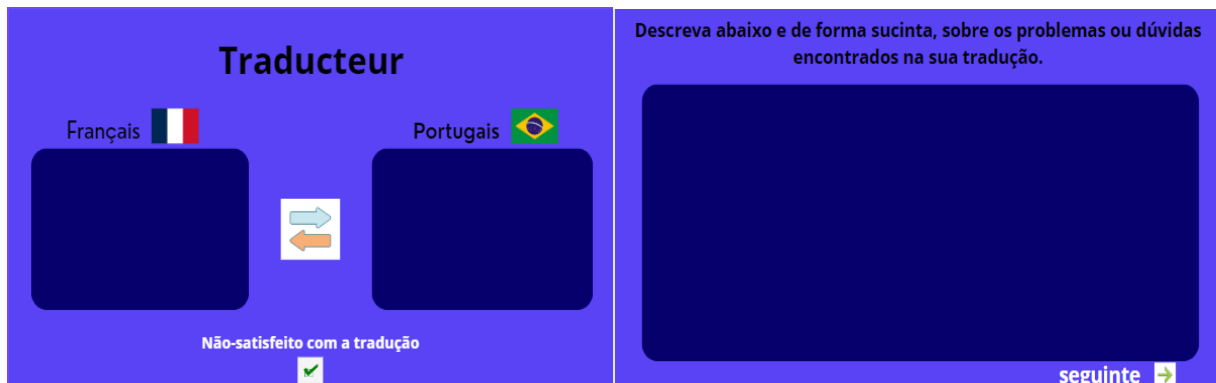 Traducteur
Français
Portugais
Não-satisfeito com a tradução
Descreva abaixo e de forma sucinta, sobre os problemas ou dúvidas
encontrados na sua tradução.
seguinte